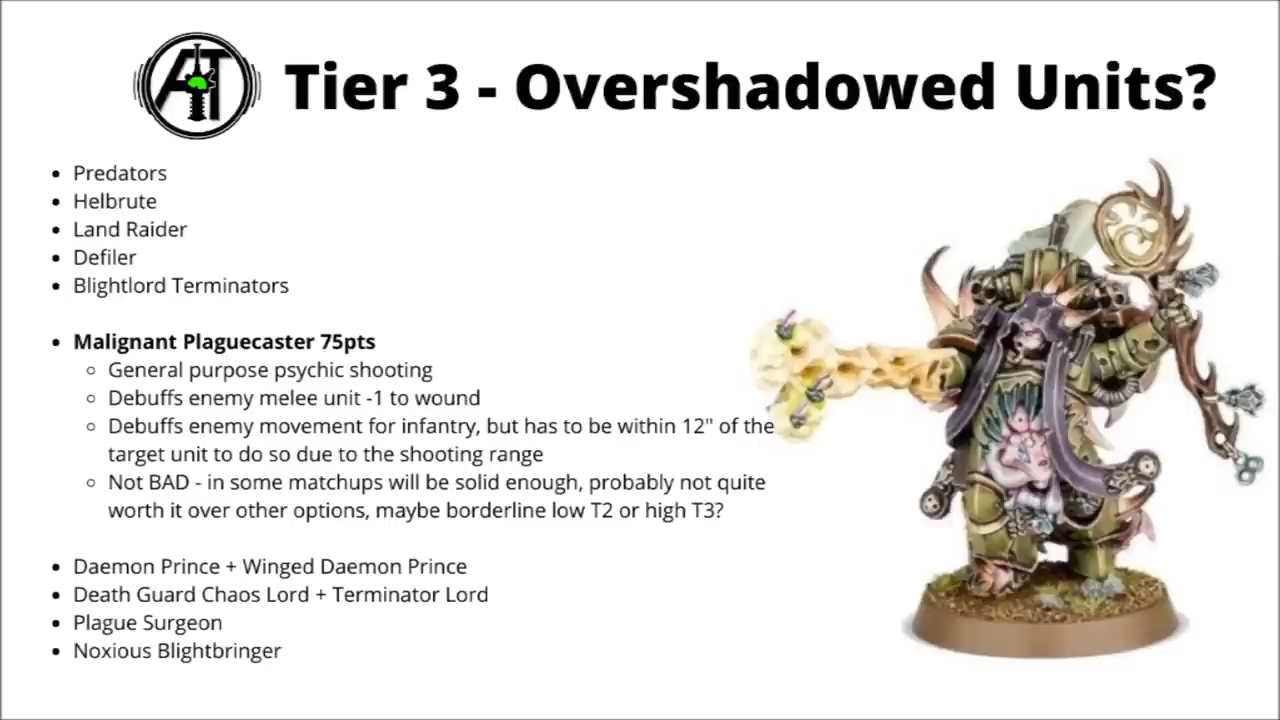 AT
Tier 3 - Overshadowed Units?
• Predators
• Helbrute
• Land Raider
• Defiler
• Blightlord Terminators
• Malignant Plaguecaster 75pts
○ General purpose psychic shooting
○ Debuffs enemy melee unit -1 to wound
○ Debuffs enemy movement for infantry, but has to be within 12" of the
target unit to do so due to the shooting range
○ Not BAD - in some matchups will be solid enough, probably not quite
worth it over other options, maybe borderline low T2 or high T3?
• Daemon Prince + Winged Daemon Prince
• Death Guard Chaos Lord + Terminator Lord
• Plague Surgeon
• Noxious Blightbringer